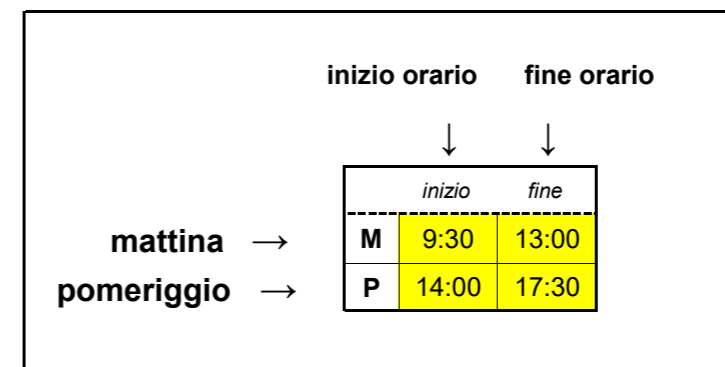 inizio orario fine orario
↓ ↓
inizio fine
mattina → M 9:30 13:00
pomeriggio → P 14:00 17:30